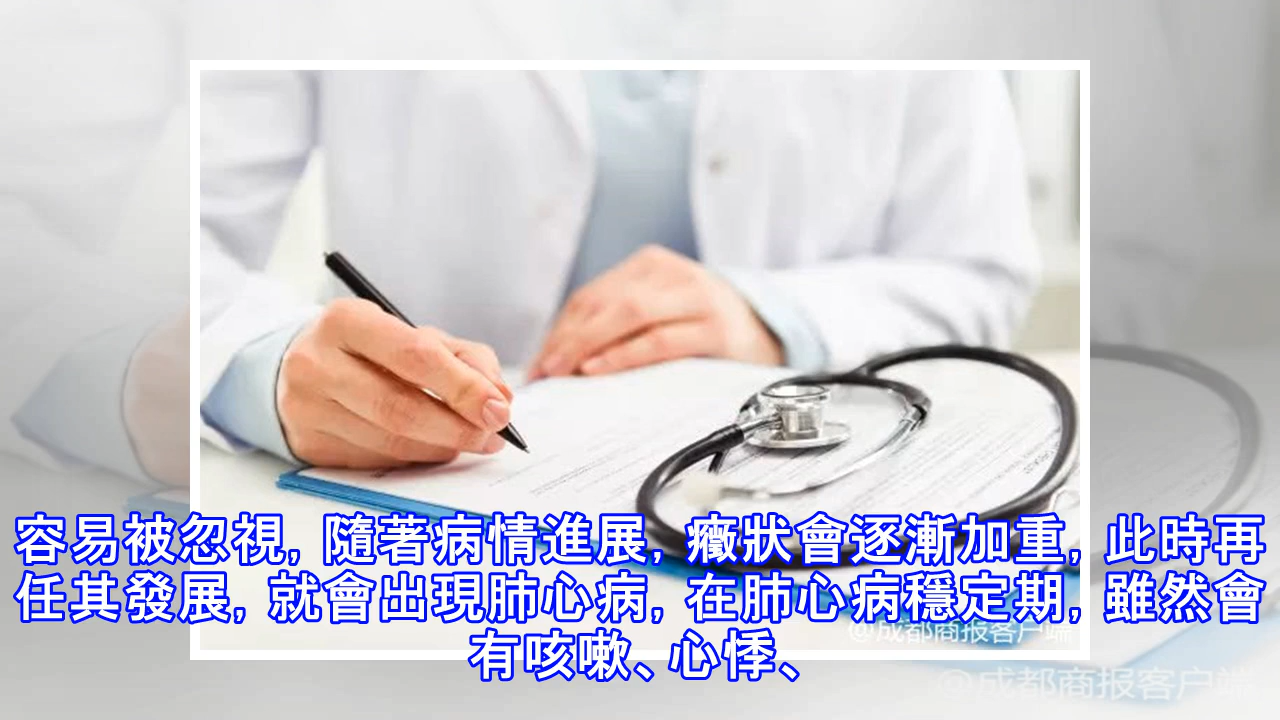 容易被忽視, 隨著病情進展, 癥狀會逐漸加重, 此時再
任其發展, 就會出現肺心病, 在肺心病穩定期, 雖然會
有咳嗽、心悸、
@成都商报客户端
@成都商报客户端